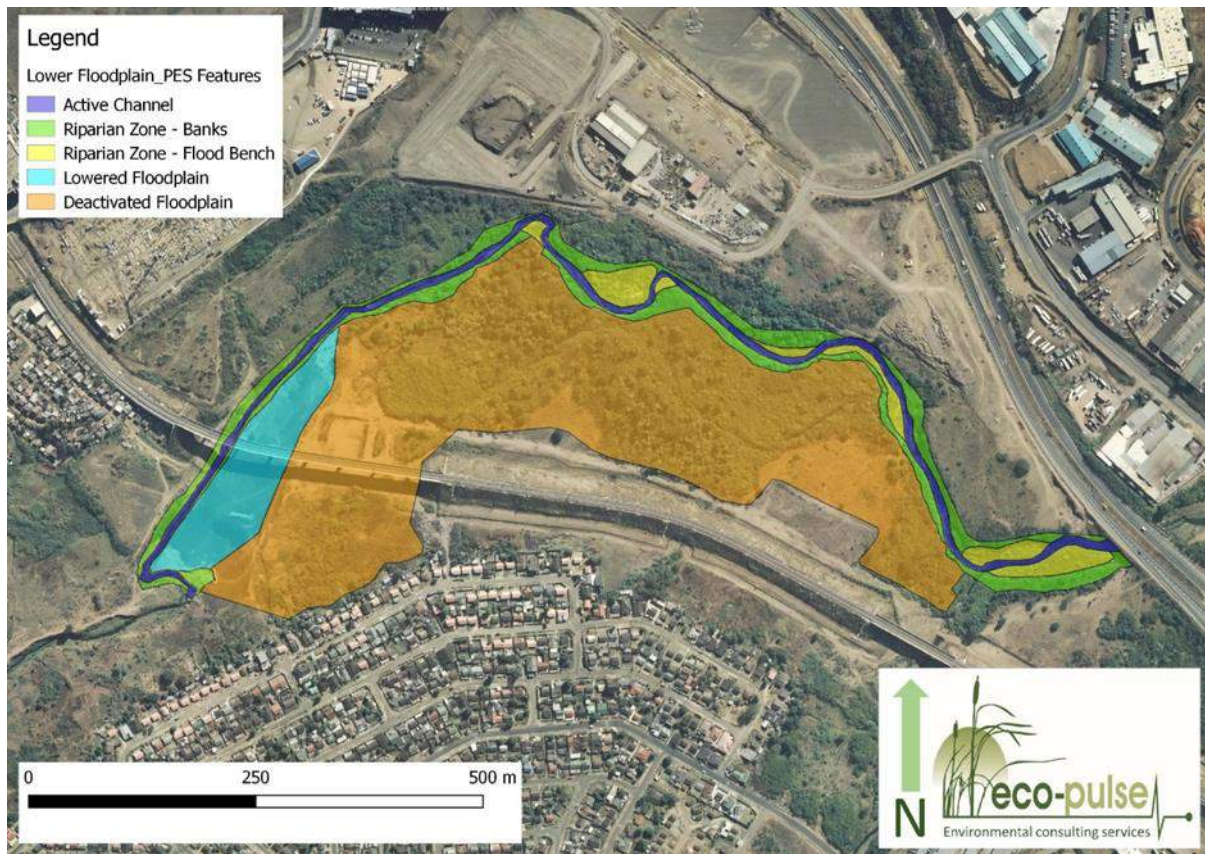 Legend
Lower Floodplain_PES Features
Active Channel
Riparian Zone - Banks
Riparian Zone - Flood Bench
Lowered Floodplain
Deactivated Floodplain
0 250 500 m
N
eco-pulse
Environmental consulting services